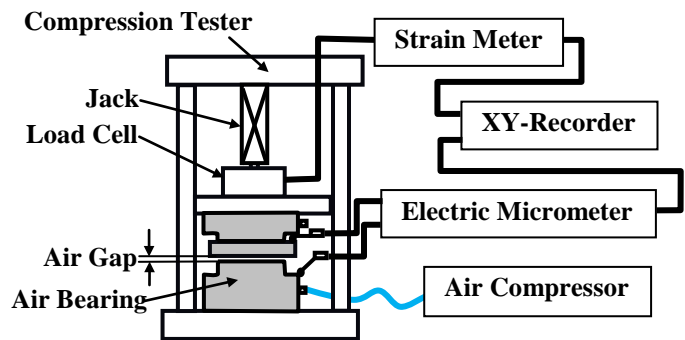 Compression Tester
Strain Meter
Jack
XY-Recorder
Load Cell
Electric Micrometer
Air Gap
Air Bearing
Air Compressor